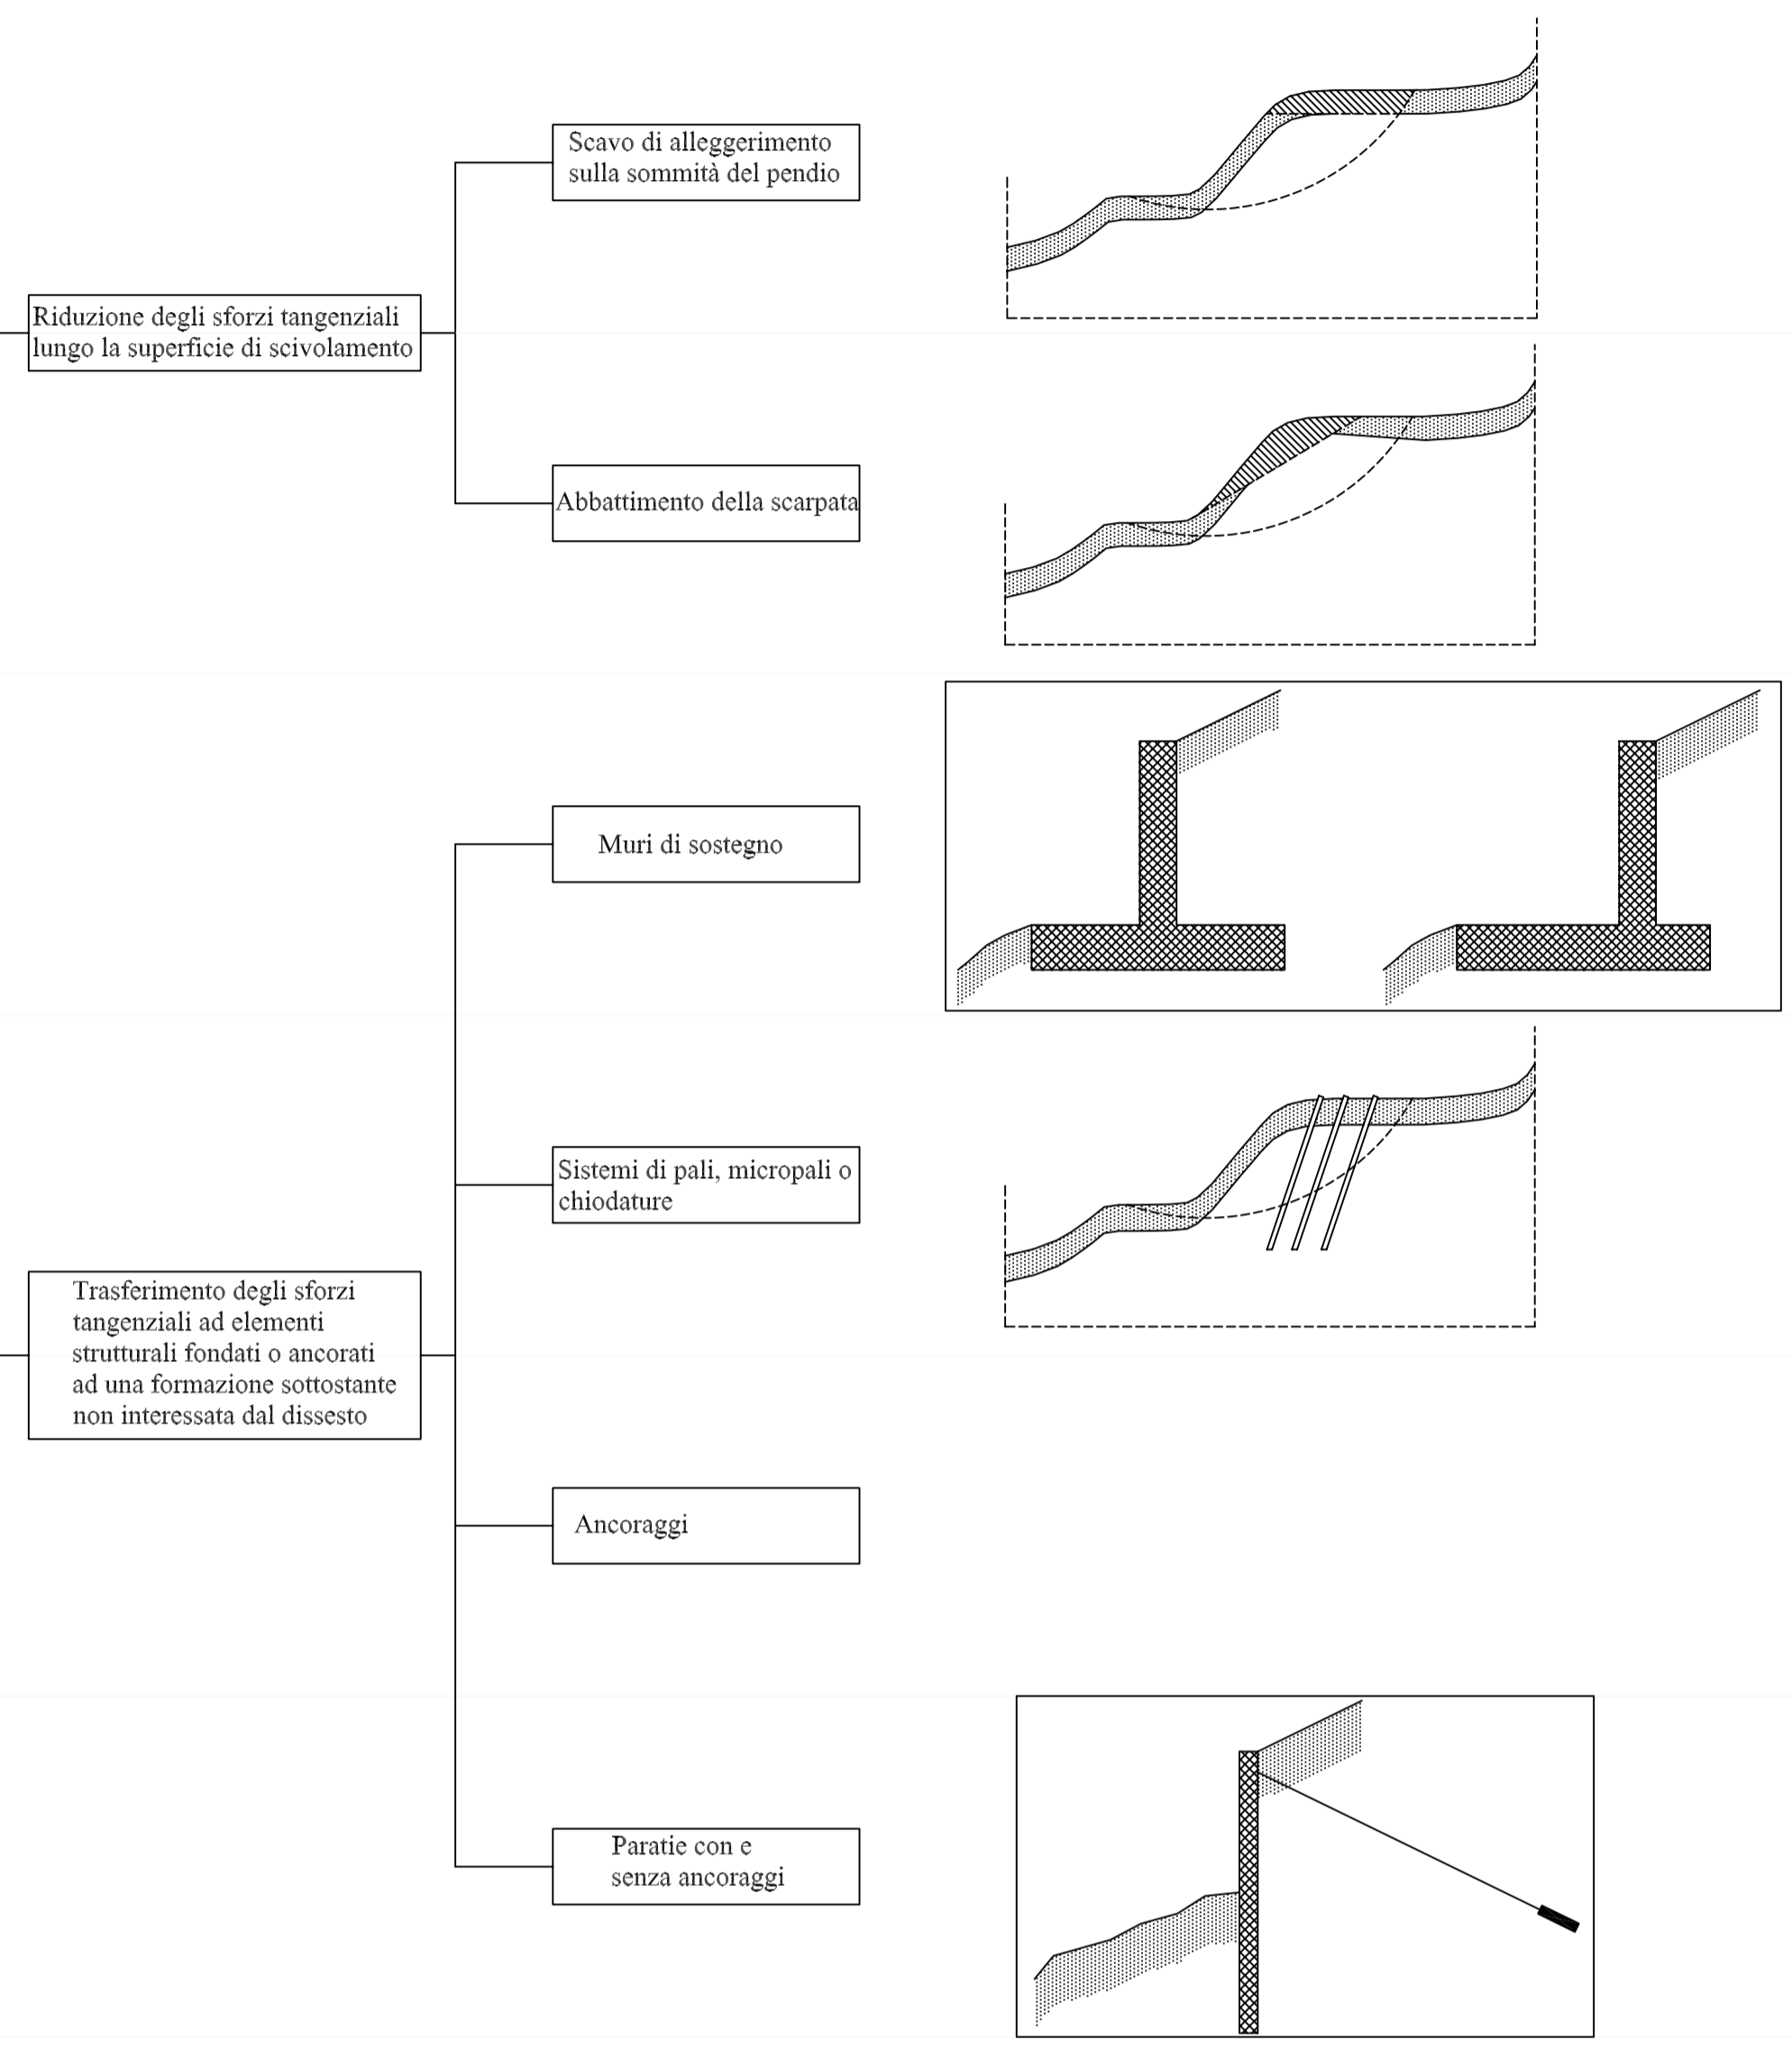 Scavo di alleggerimento
sulla sommità del pendio
Riduzione degli sforzi tangenziali
lungo la superficie di scivolamento
Abbattimento della scarpata
Muri di sostegno
Sistemi di pali, micropali o
chiodature
Trasferimento degli sforzi
tangenziali ad elementi
strutturali fondati o ancorati
ad una formazione sottostante
non interessata dal dissesto
Ancoraggi
Paratie con e
senza ancoraggi